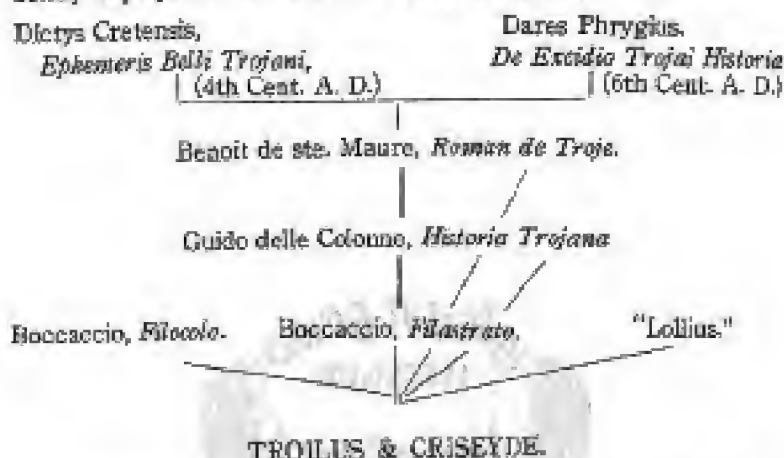 Dictys Cretensis,
Dares Phrygius.
Ephemeris Belli Trojani,
De Excidio Trojai Historia
(4th Cent. A. D.)
(6th Cent. A. D.)
Benoit de ste. Maure, Roman de Troie.
Guido delle Colonne, Historia Trojana
Boccaccio, Filocolo.
Boccaccio, Filostrato.
"Lollius."
TROILUS & CRISEYDE.